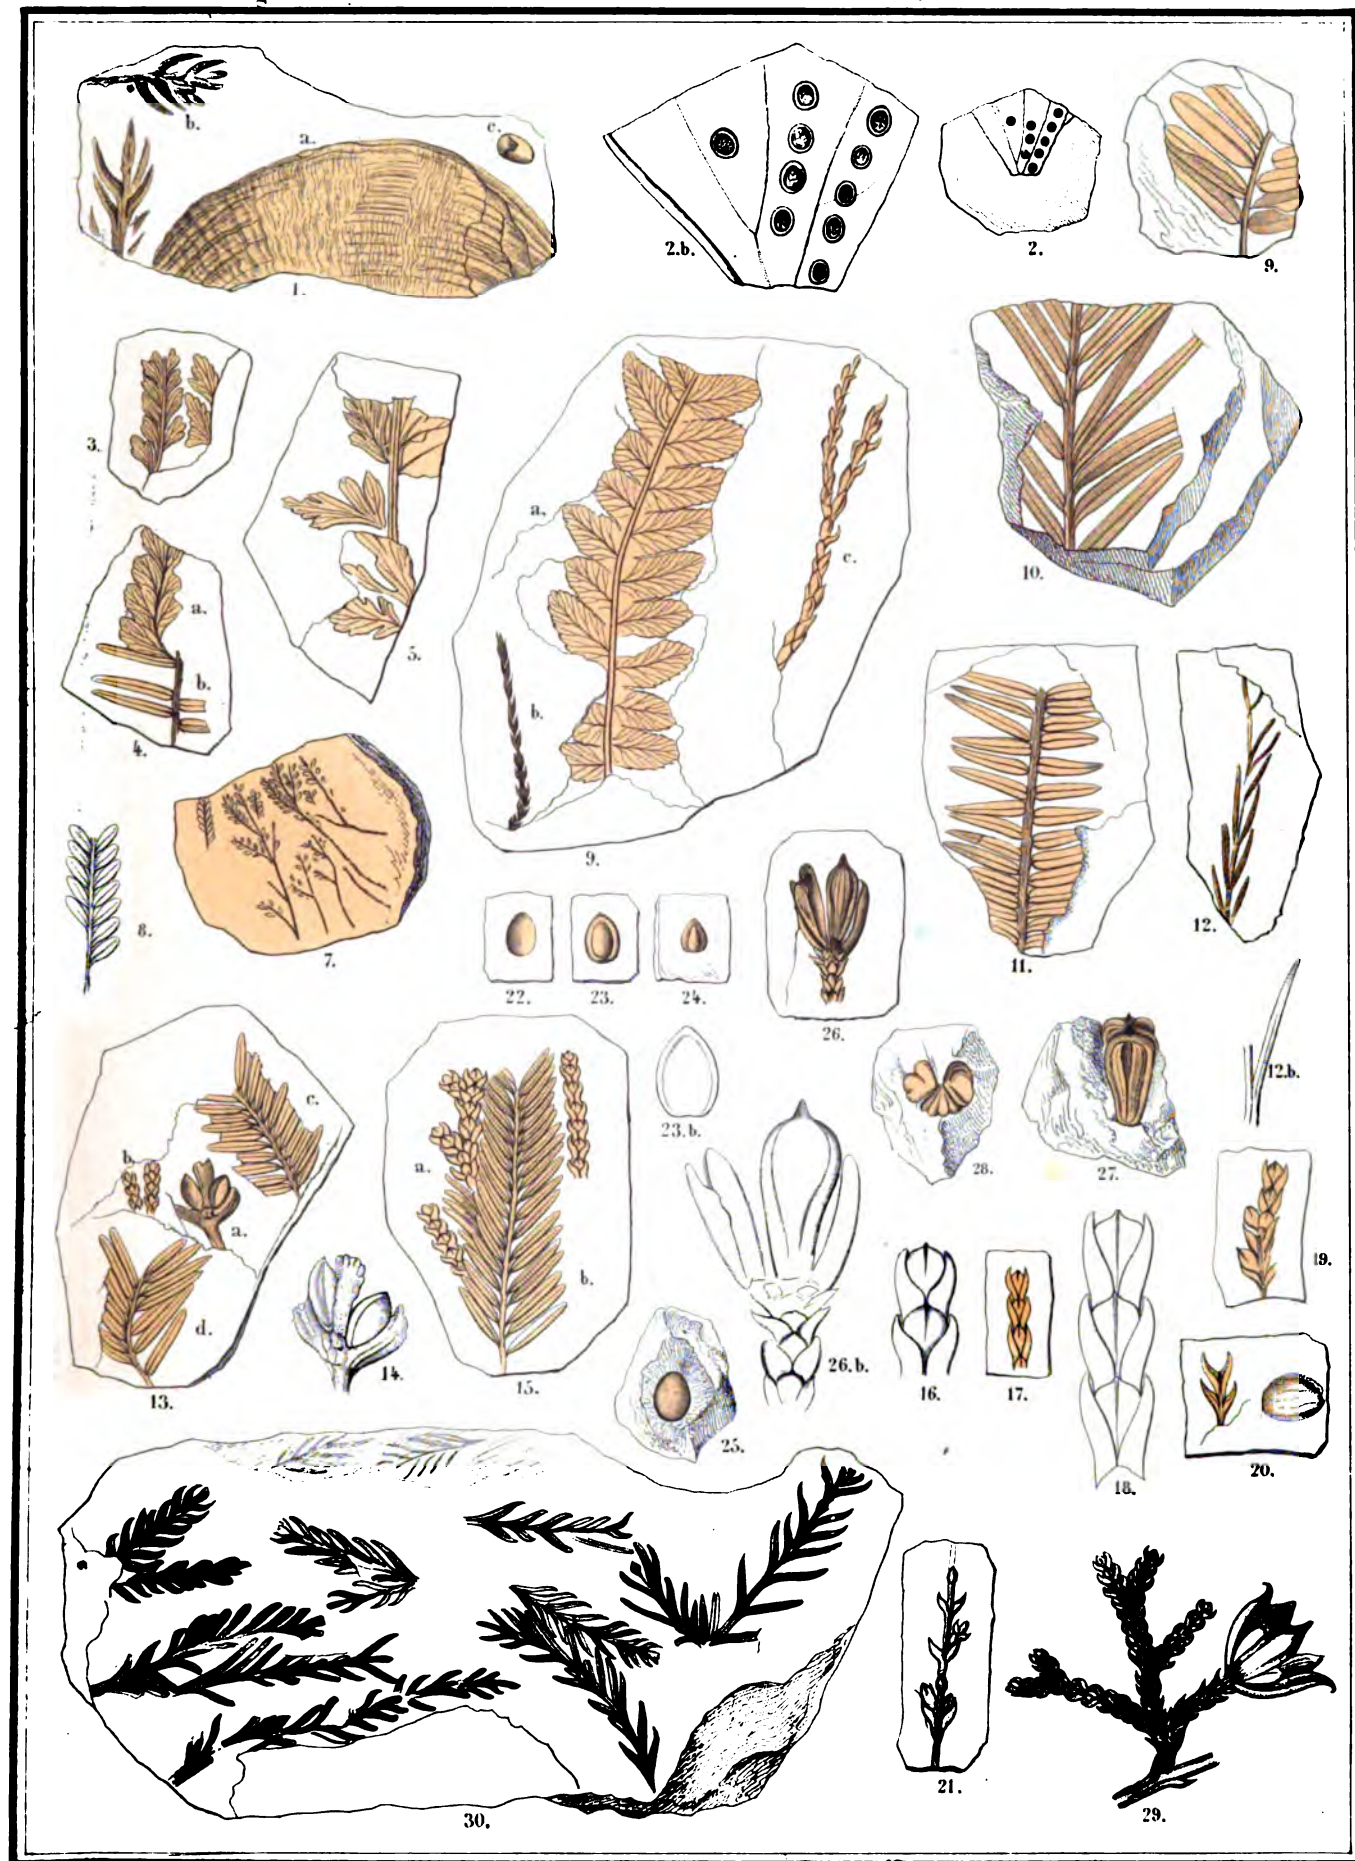 b.
a.
c.
1.
2.b.
2.
9.
3.
5.
a.
b.
4.
a.
b.
c.
9.
10.
8.
7.
22.
23.
24.
26.
11.
12.
12.b.
c.
b.
a.
d.
13.
14.
a.
b.
15.
23.b.
28.
27.
26.b.
16.
17.
18.
19.
20.
25.
30.
21.
29.